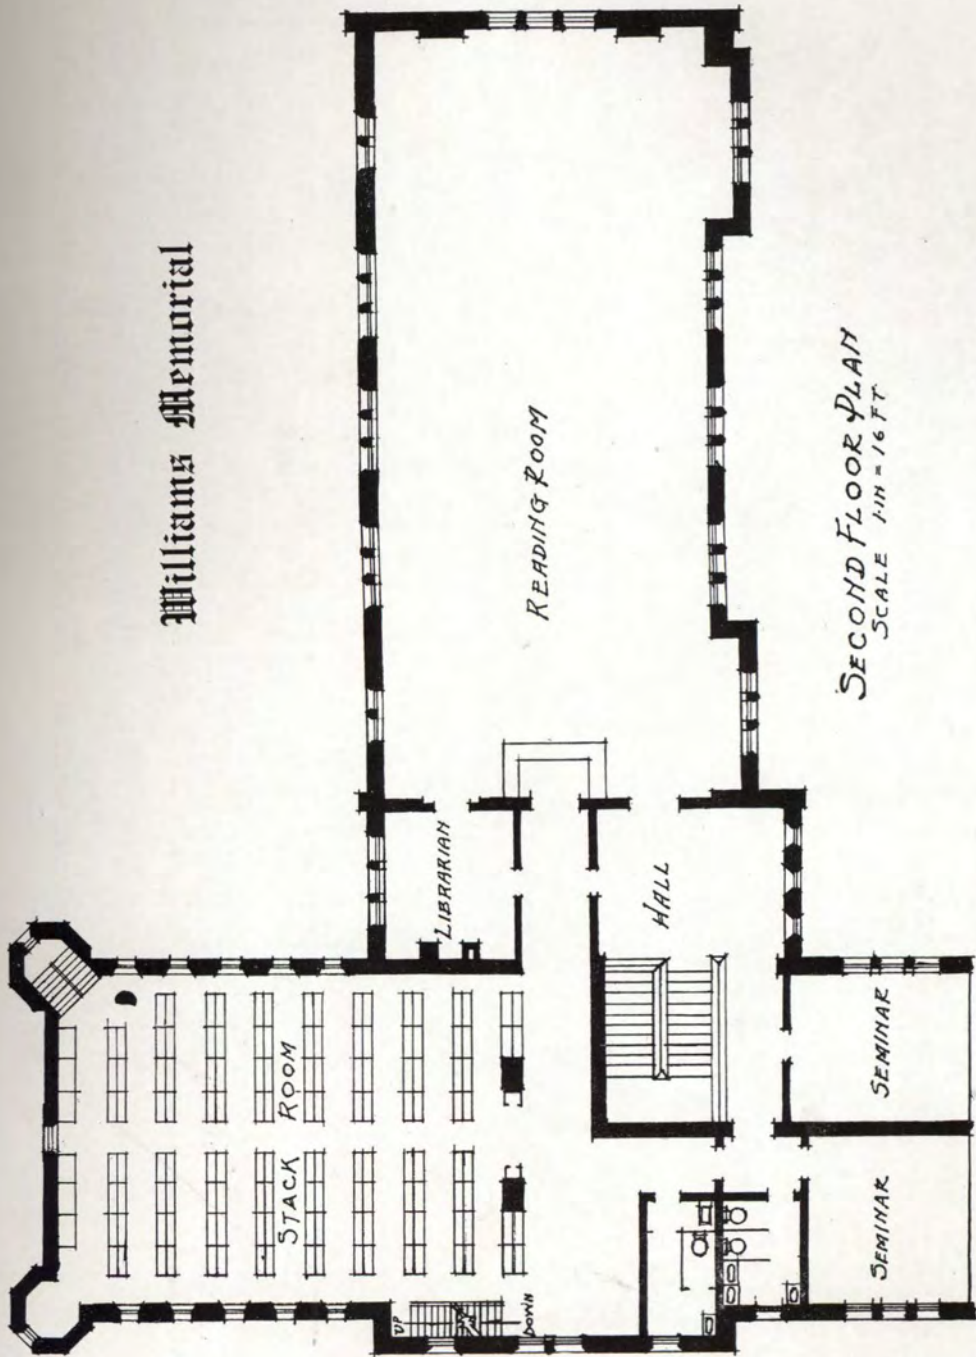 Williams Memorial
READING ROOM
LIBRARIAN
HALL
STACK ROOM
UP
DOWN
SEMINAR
SEMINAR
SECOND FLOOR PLAN
SCALE 1 IN = 16 FT